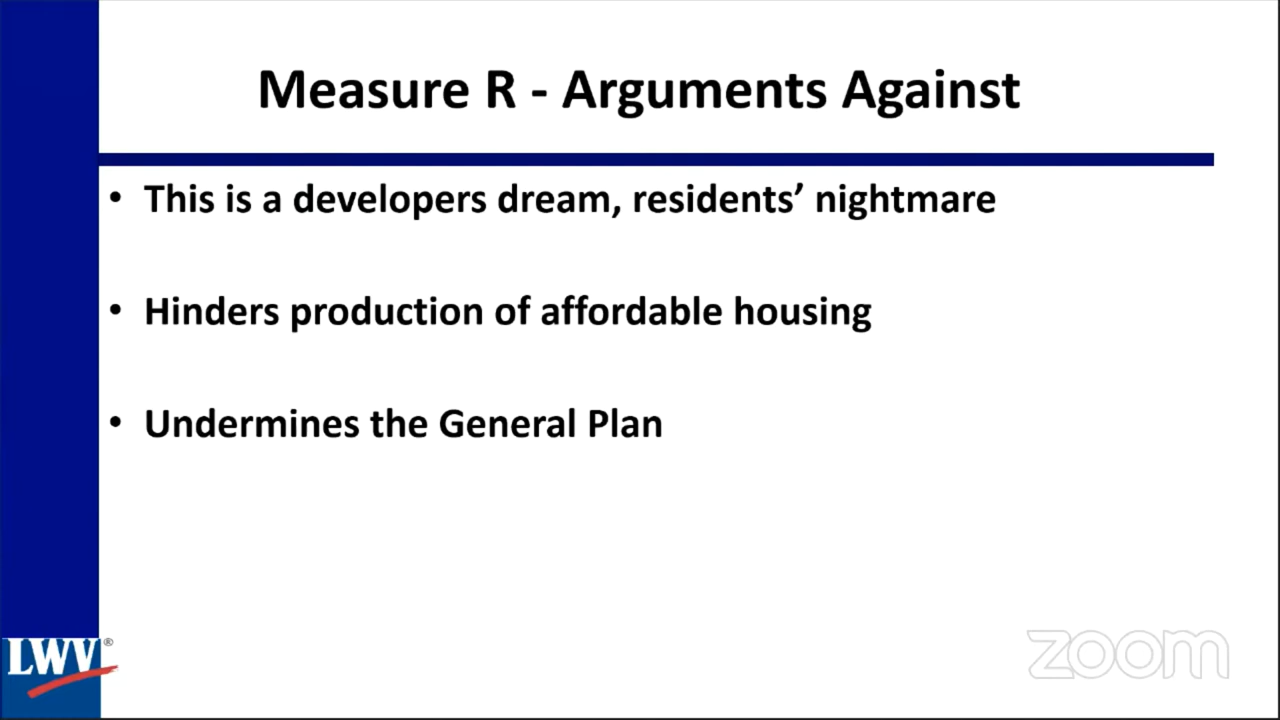 Measure R - Arguments Against
• This is a developers dream, residents’ nightmare
• Hinders production of affordable housing
• Undermines the General Plan
LWV®
zoom